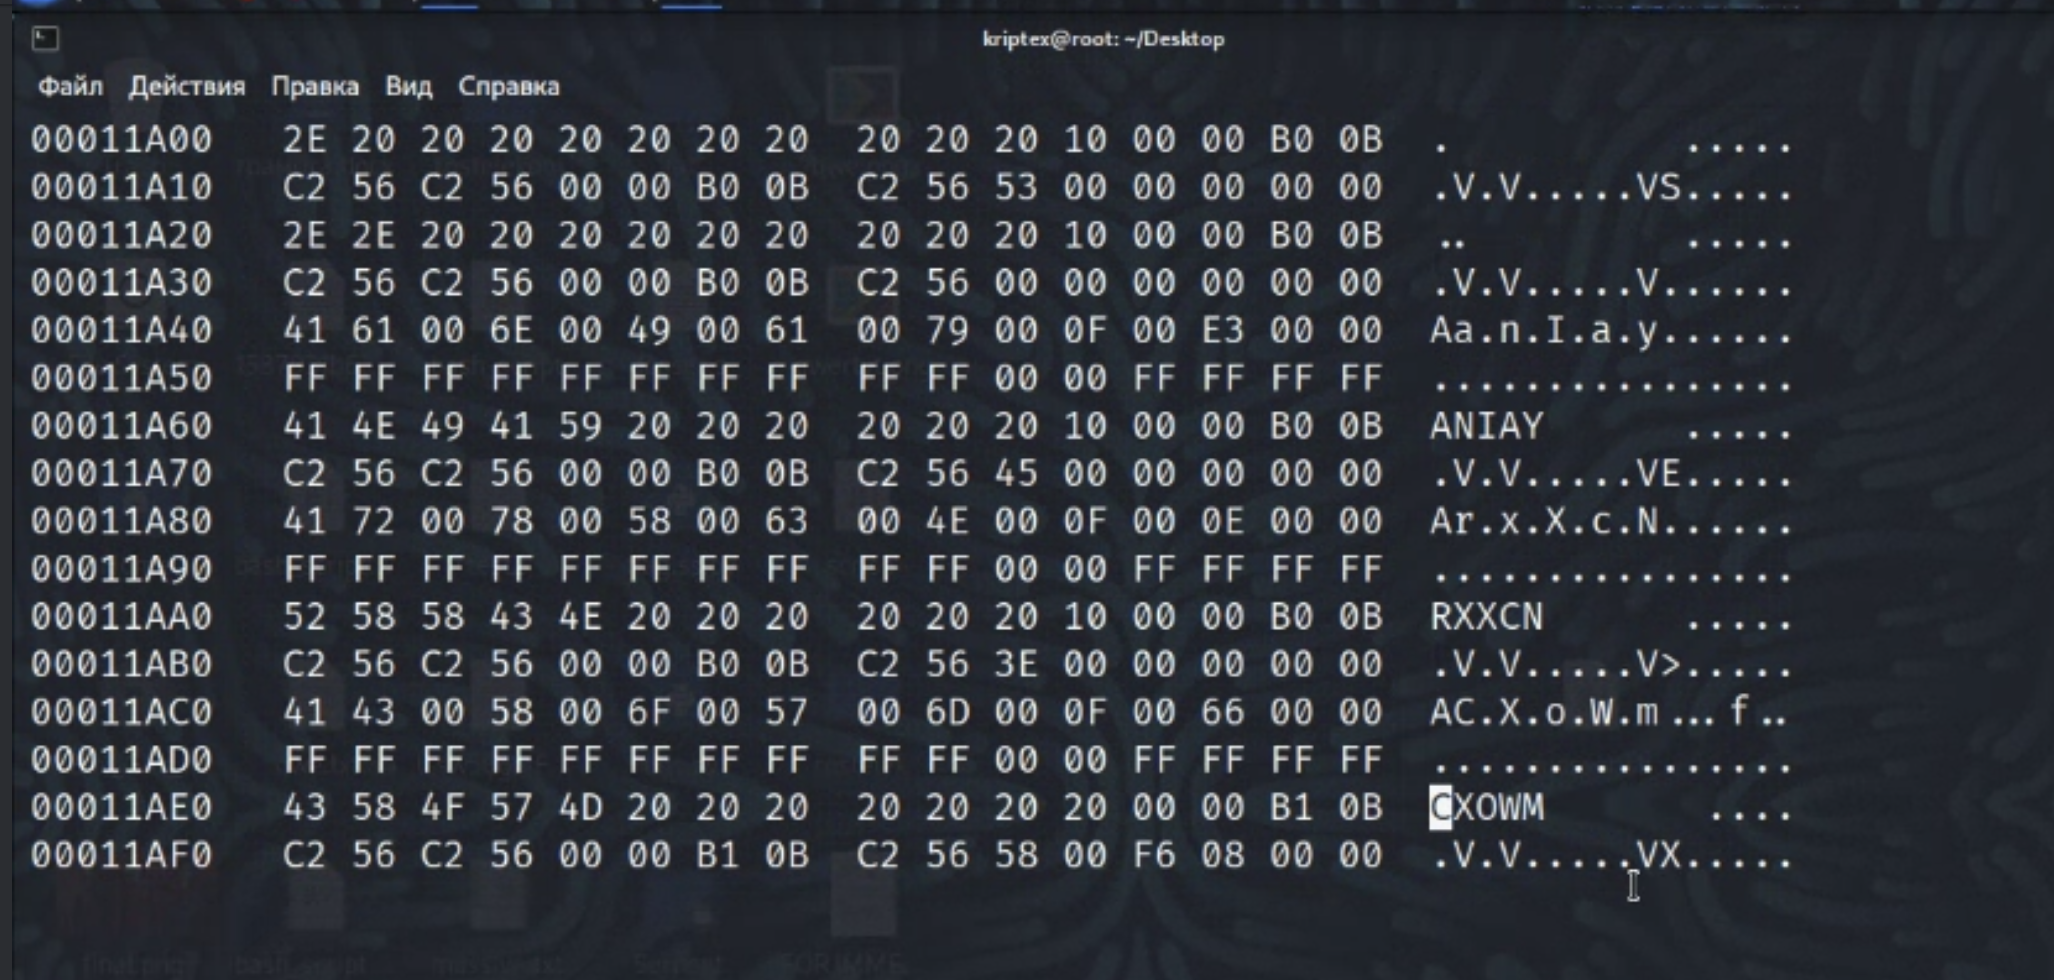 kriptex@root: ~/Desktop
Файл Действия Правка Вид Справка
00011A00 2E 20 20 20 20 20 20 20 20 20 20 10 00 00 B0 0B . .....
00011A10 C2 56 C2 56 00 00 B0 0B C2 56 53 00 00 00 00 00 .V.V.....VS.....
00011A20 2E 2E 20 20 20 20 20 20 20 20 20 10 00 00 B0 0B .. .....
00011A30 C2 56 C2 56 00 00 B0 0B C2 56 00 00 00 00 00 00 .V.V.....V......
00011A40 41 61 00 6E 00 49 00 61 00 79 00 0F 00 E3 00 00 Aa.n.I.a.y......
00011A50 FF FF FF FF FF FF FF FF FF FF 00 00 FF FF FF FF ................
00011A60 41 4E 49 41 59 20 20 20 20 20 20 10 00 00 B0 0B ANIAY .....
00011A70 C2 56 C2 56 00 00 B0 0B C2 56 45 00 00 00 00 00 .V.V.....VE.....
00011A80 41 72 00 78 00 58 00 63 00 4E 00 0F 00 0E 00 00 Ar.x.X.c.N......
00011A90 FF FF FF FF FF FF FF FF FF FF 00 00 FF FF FF FF ................
00011AA0 52 58 58 43 4E 20 20 20 20 20 20 10 00 00 B0 0B RXXCN .....
00011AB0 C2 56 C2 56 00 00 B0 0B C2 56 3E 00 00 00 00 00 .V.V.....V>.....
00011AC0 41 43 00 58 00 6F 00 57 00 6D 00 0F 00 66 00 00 AC.X.o.W.m...f..
00011AD0 FF FF FF FF FF FF FF FF FF FF 00 00 FF FF FF FF ................
00011AE0 43 58 4F 57 4D 20 20 20 20 20 20 20 00 00 B1 0B CXOWM ....
00011AF0 C2 56 C2 56 00 00 B1 0B C2 56 58 00 F6 08 00 00 .V.V.....VX.....